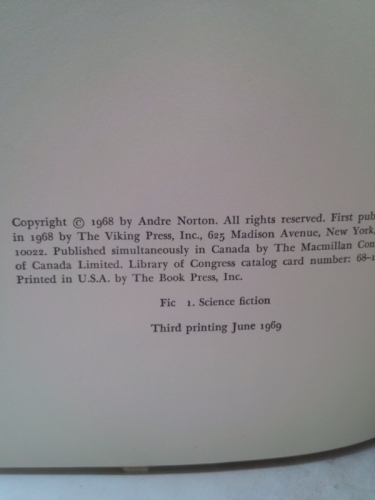 Copyright © 1968 by Andre Norton. All rights reserved. First pub
in 1968 by The Viking Press, Inc., 625 Madison Avenue, New York,
10022. Published simultaneously in Canada by The Macmillan Com
of Canada Limited. Library of Congress catalog card number: 68-1
Printed in U.S.A. by The Book Press, Inc.
Fic 1. Science fiction
Third printing June 1969